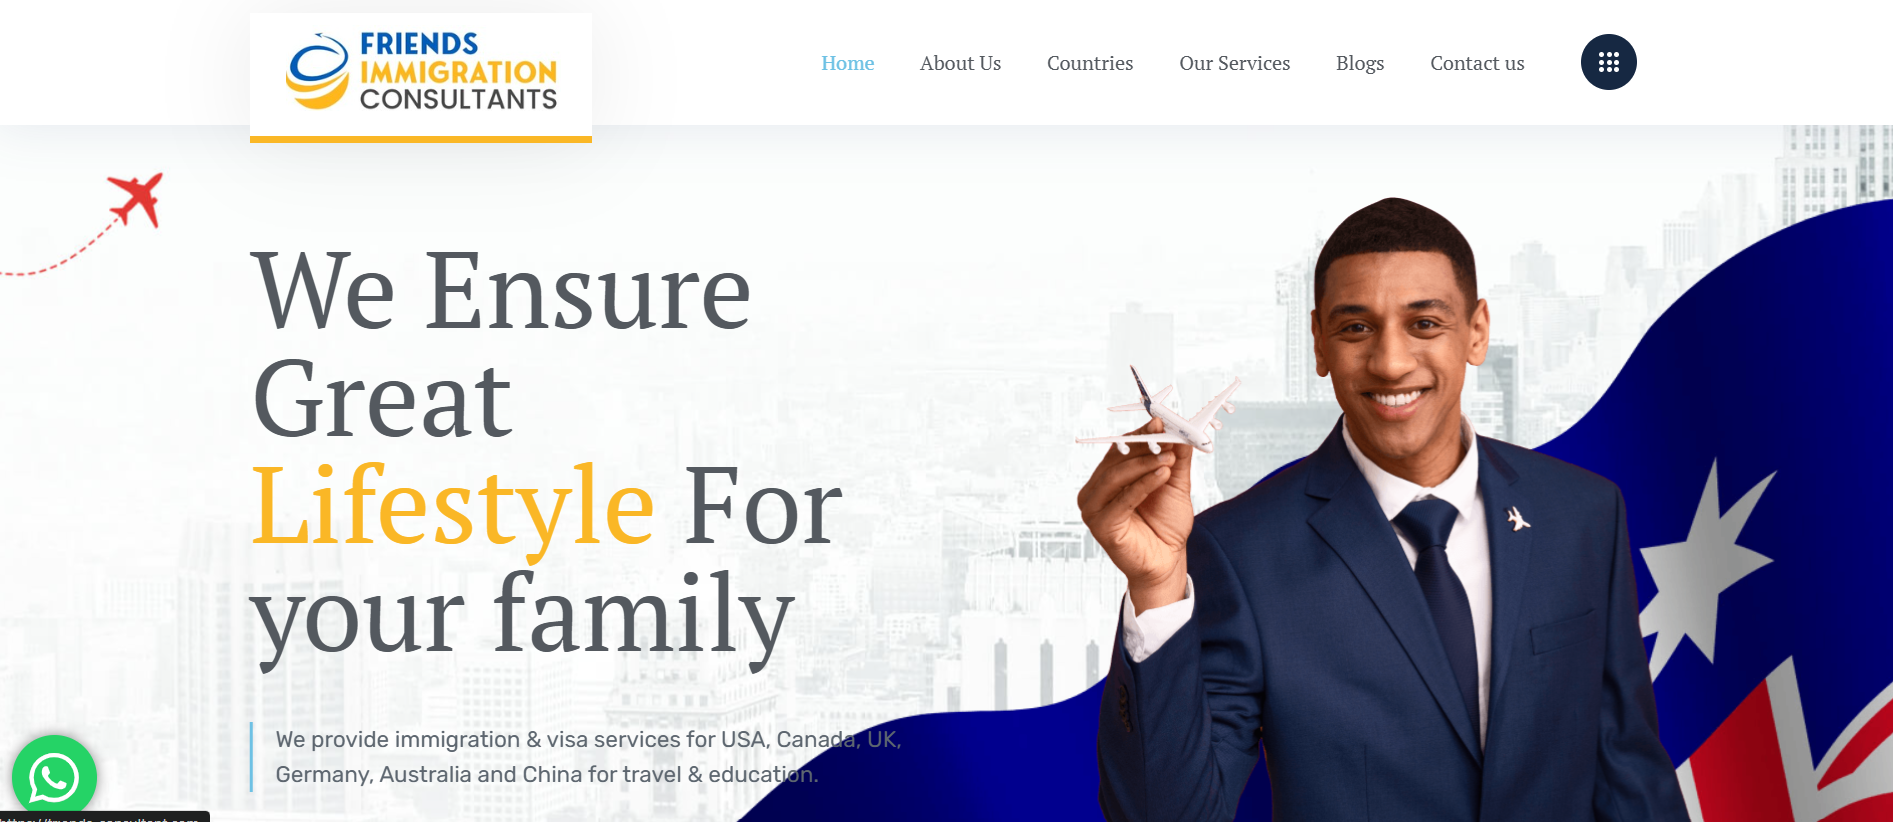 FRIENDS
IMMIGRATION
CONSULTANTS
Home About Us Countries Our Services Blogs Contact us
We Ensure
Great
Lifestyle For
your family
We provide immigration & visa services for USA, Canada, UK,
Germany, Australia and China for travel & education.